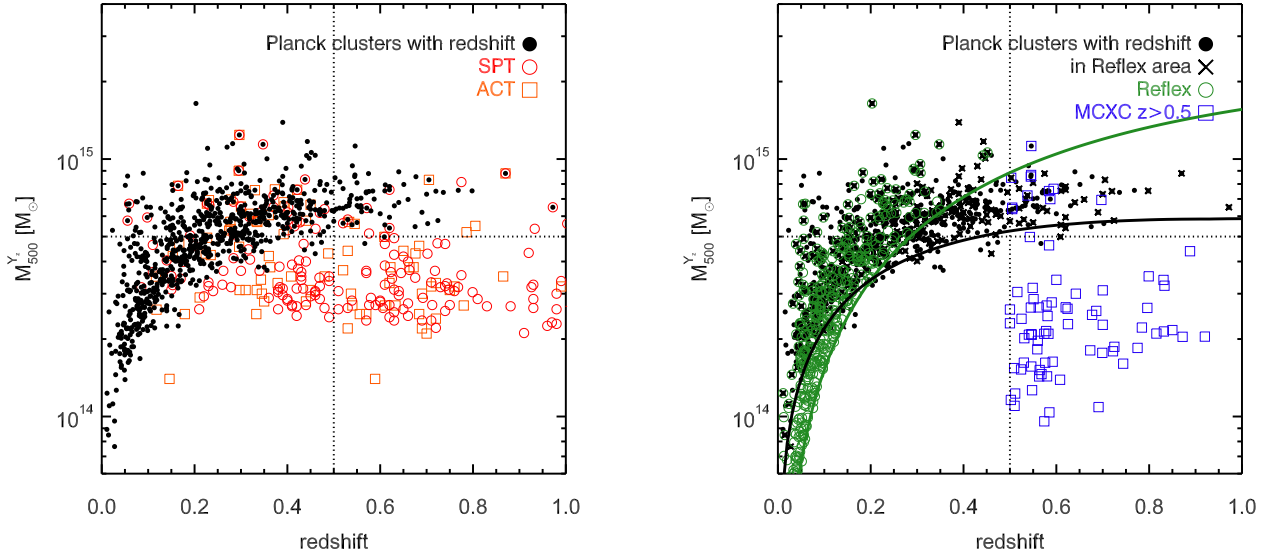 Planck clusters with redshift
SPT
ACT
10^15
10^14
M_500^{Y_z} [M_☉]
0.0 0.2 0.4 0.6 0.8 1.0
redshift
Planck clusters with redshift
in Reflex area
Reflex
MCXC z>0.5
10^15
10^14
M_500^{Y_z} [M_☉]
0.0 0.2 0.4 0.6 0.8 1.0
redshift